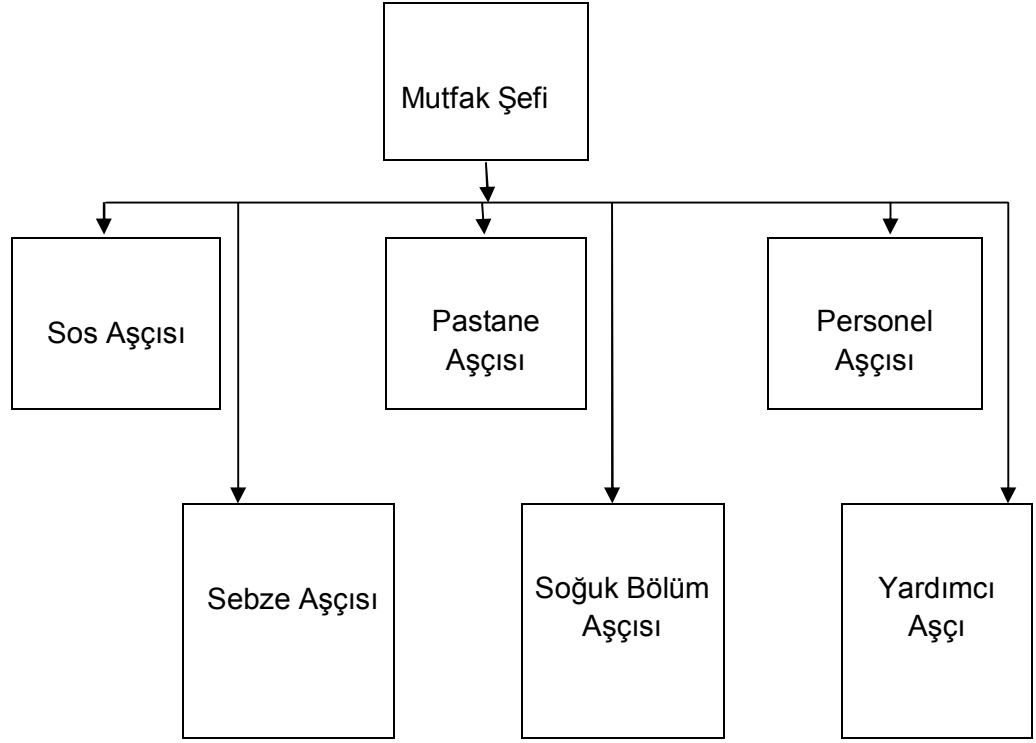 Mutfak Şefi
Sos Aşçısı
Pastane
Aşçısı
Personel
Aşçısı
Sebze Aşçısı
Soğuk Bölüm
Aşçısı
Yardımcı
Aşçı